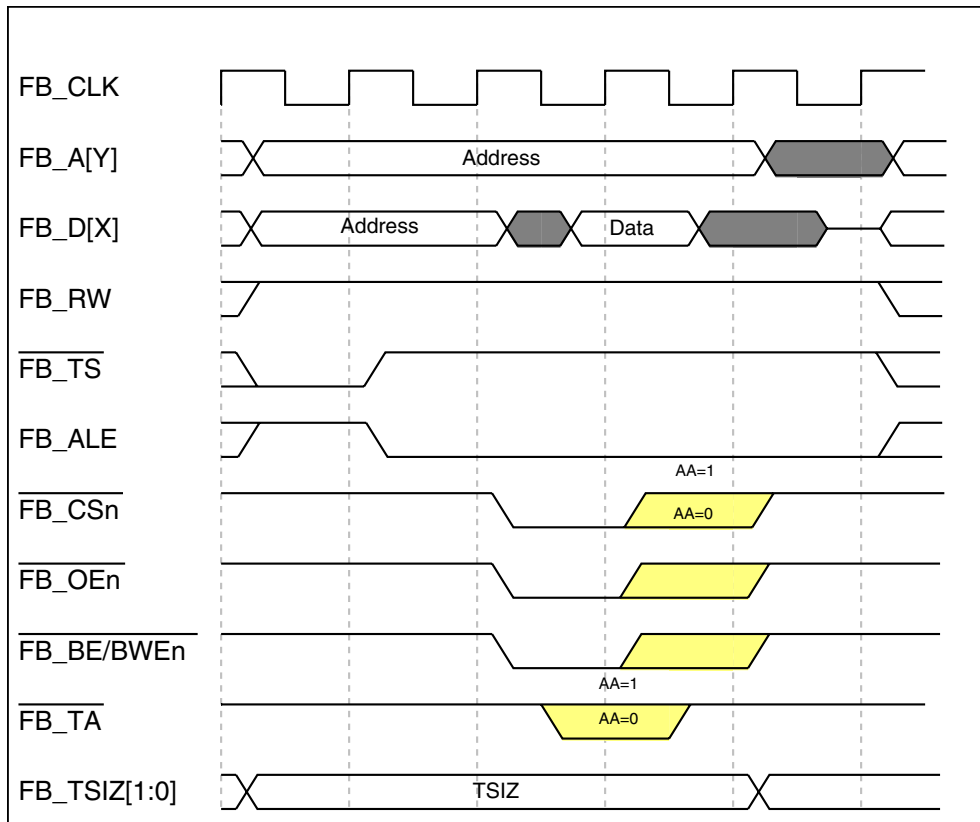 FB_CLK
FB_A[Y]
Address
FB_D[X]
Address
Data
FB_RW
FB_TS
FB_ALE
AA=1
FB_CSn
AA=0
FB_OEn
FB_BE/BWEn
AA=1
FB_TA
AA=0
FB_TSIZ[1:0]
TSIZ